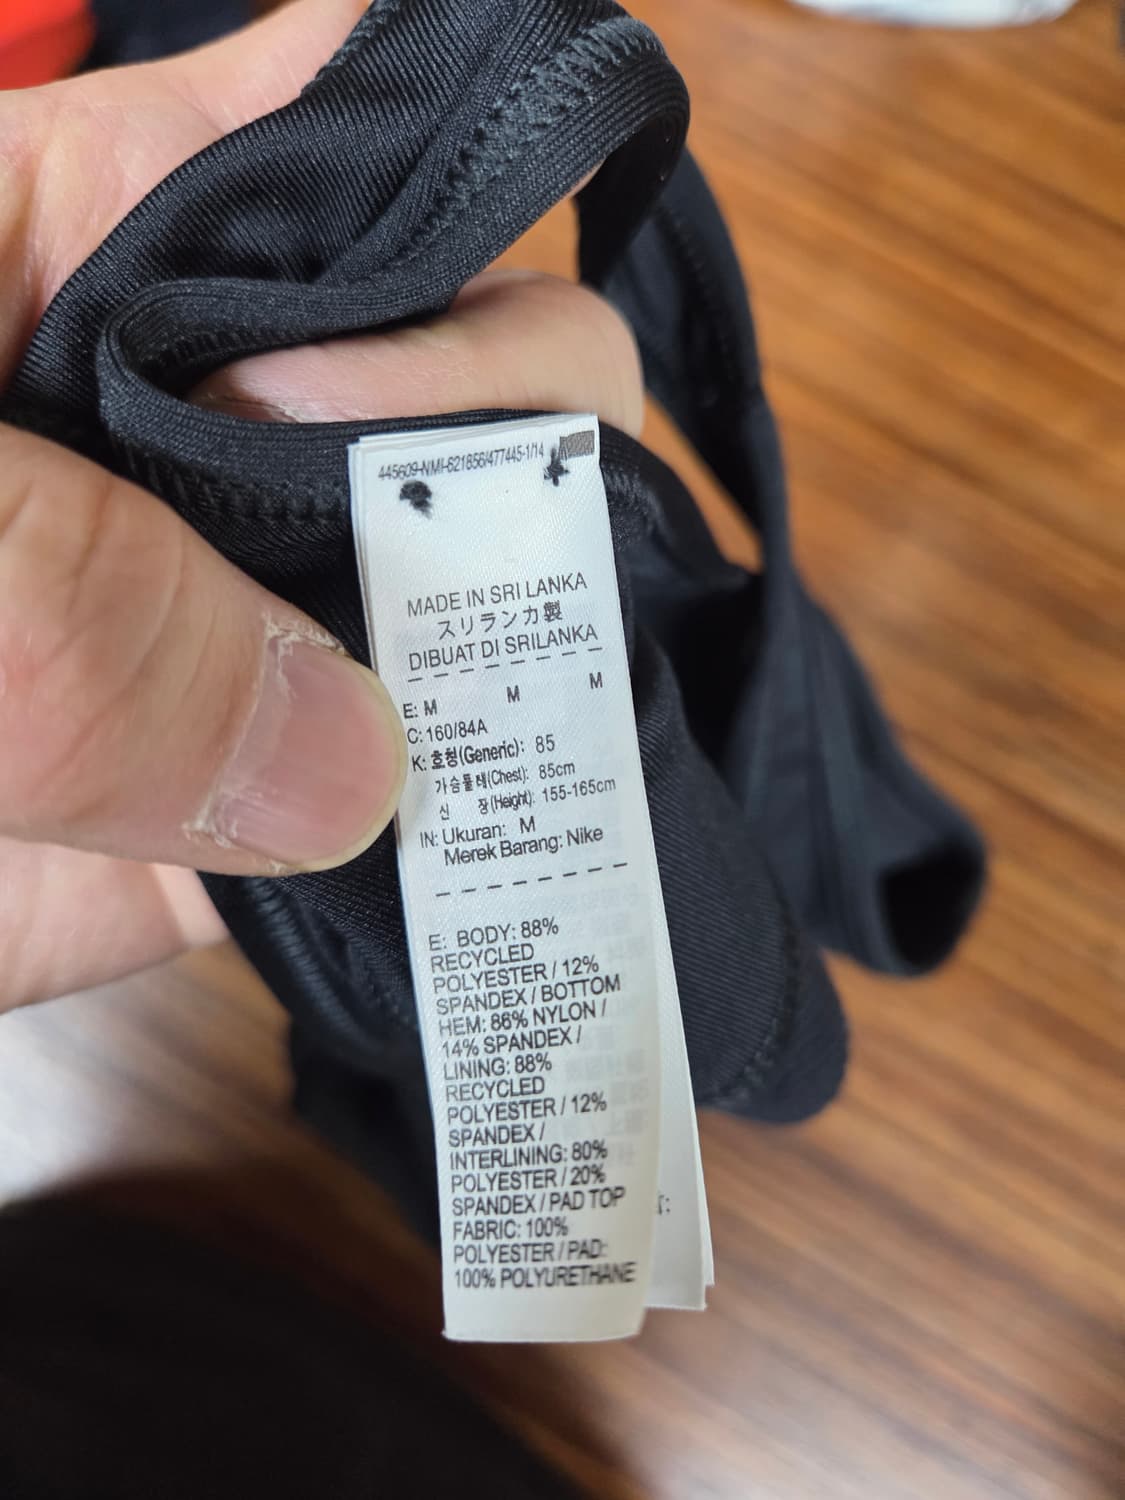 445609-NMI-621856/477445-1/14
MADE IN SRI LANKA
スリランカ製
DIBUAT DI SRILANKA
E: M M M
C: 160/84A
K: 호칭(Generic): 85
가슴둘레(Chest): 85cm
신 장(Height): 155-165cm
IN: Ukuran: M
Merek Barang: Nike
E: BODY: 88%
RECYCLED
POLYESTER / 12%
SPANDEX / BOTTOM
HEM: 86% NYLON /
14% SPANDEX /
LINING: 88%
RECYCLED
POLYESTER / 12%
SPANDEX /
INTERLINING: 80%
POLYESTER / 20%
SPANDEX / PAD TOP
FABRIC: 100%
POLYESTER / PAD:
100% POLYURETHANE